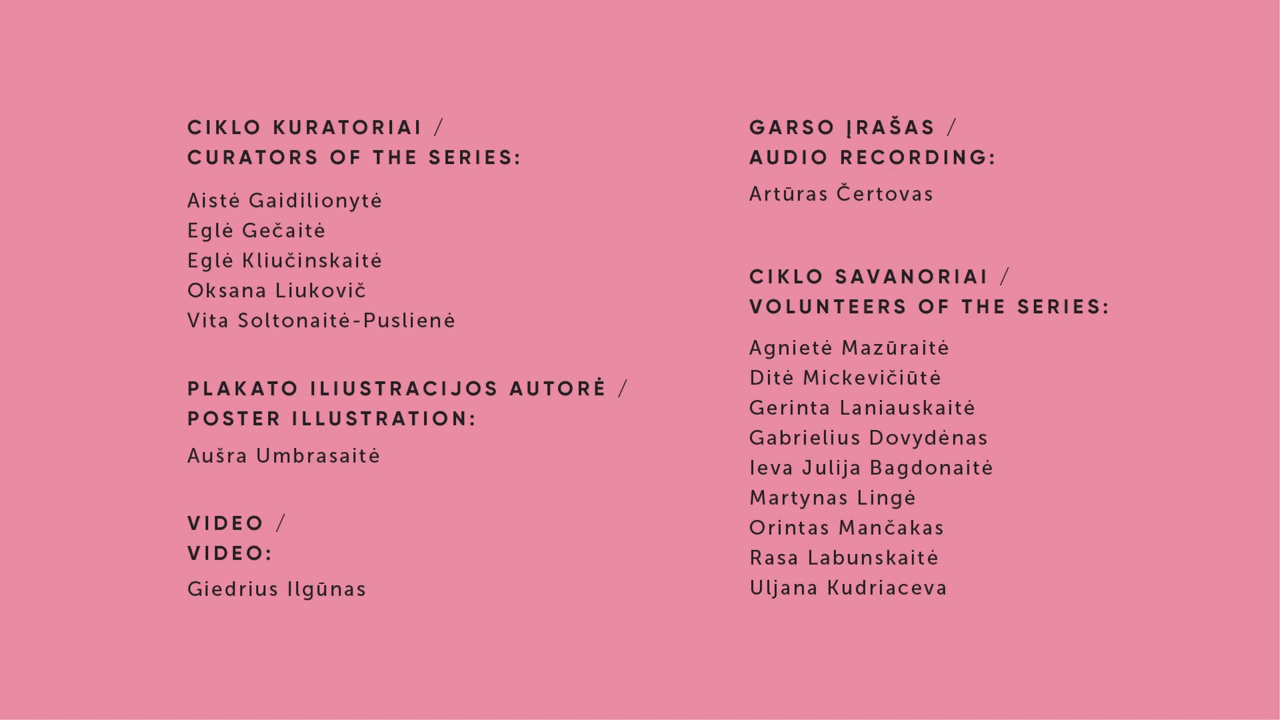 CIKLO KURATORIAI /
CURATORS OF THE SERIES:
Aistė Gaidilionytė
Eglė Gečaitė
Eglė Kliučinskaitė
Oksana Liukovič
Vita Soltonaitė-Puslienė
PLAKATO ILIUSTRACIJOS AUTORĖ /
POSTER ILLUSTRATION:
Aušra Umbrasaitė
VIDEO /
VIDEO:
Giedrius Ilgūnas
GARSO ĮRAŠAS /
AUDIO RECORDING:
Artūras Čertovas
CIKLO SAVANORIAI /
VOLUNTEERS OF THE SERIES:
Agnietė Mazūraitė
Ditė Mickevičiūtė
Gerinta Laniauskaitė
Gabrielius Dovydėnas
Ieva Julija Bagdonaitė
Martynas Lingė
Orintas Mančakas
Rasa Labunskaitė
Uljana Kudriaceva